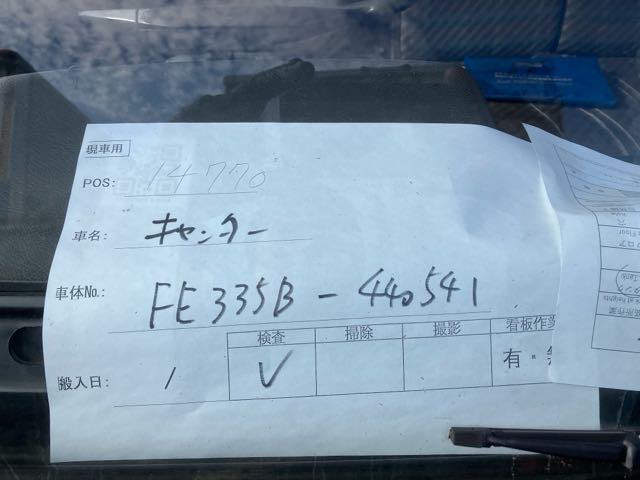 現車用
POS: 14770
車名: キャンター
車体No.: FE335B-440541
検査 掃除 撮影 看板作業
搬入日: / V 有・